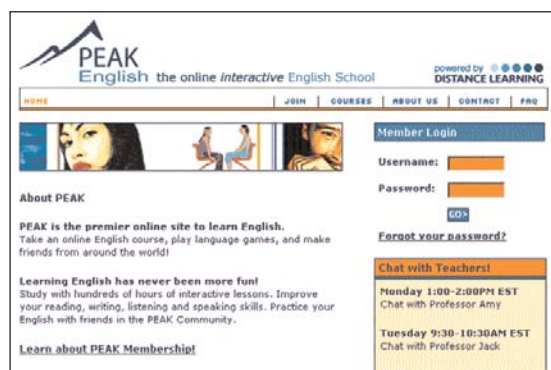 PEAK
English the online interactive English School
powered by
DISTANCE LEARNING
HOME
JOIN | COURSES | ABOUT US | CONTACT | FAQ
Member Login
Username:
Password:
GO>
Forgot your password?
About PEAK
PEAK is the premier online site to learn English.
Take an online English course, play language games, and make
friends from around the world!
Learning English has never been more fun!
Study with hundreds of hours of interactive lessons. Improve
your reading, writing, listening and speaking skills. Practice your
English with friends in the PEAK Community.
Learn about PEAK Membership!
Chat with Teachers!
Monday 1:00-2:00PM EST
Chat with Professor Amy
Tuesday 9:30-10:30AM EST
Chat with Professor Jack